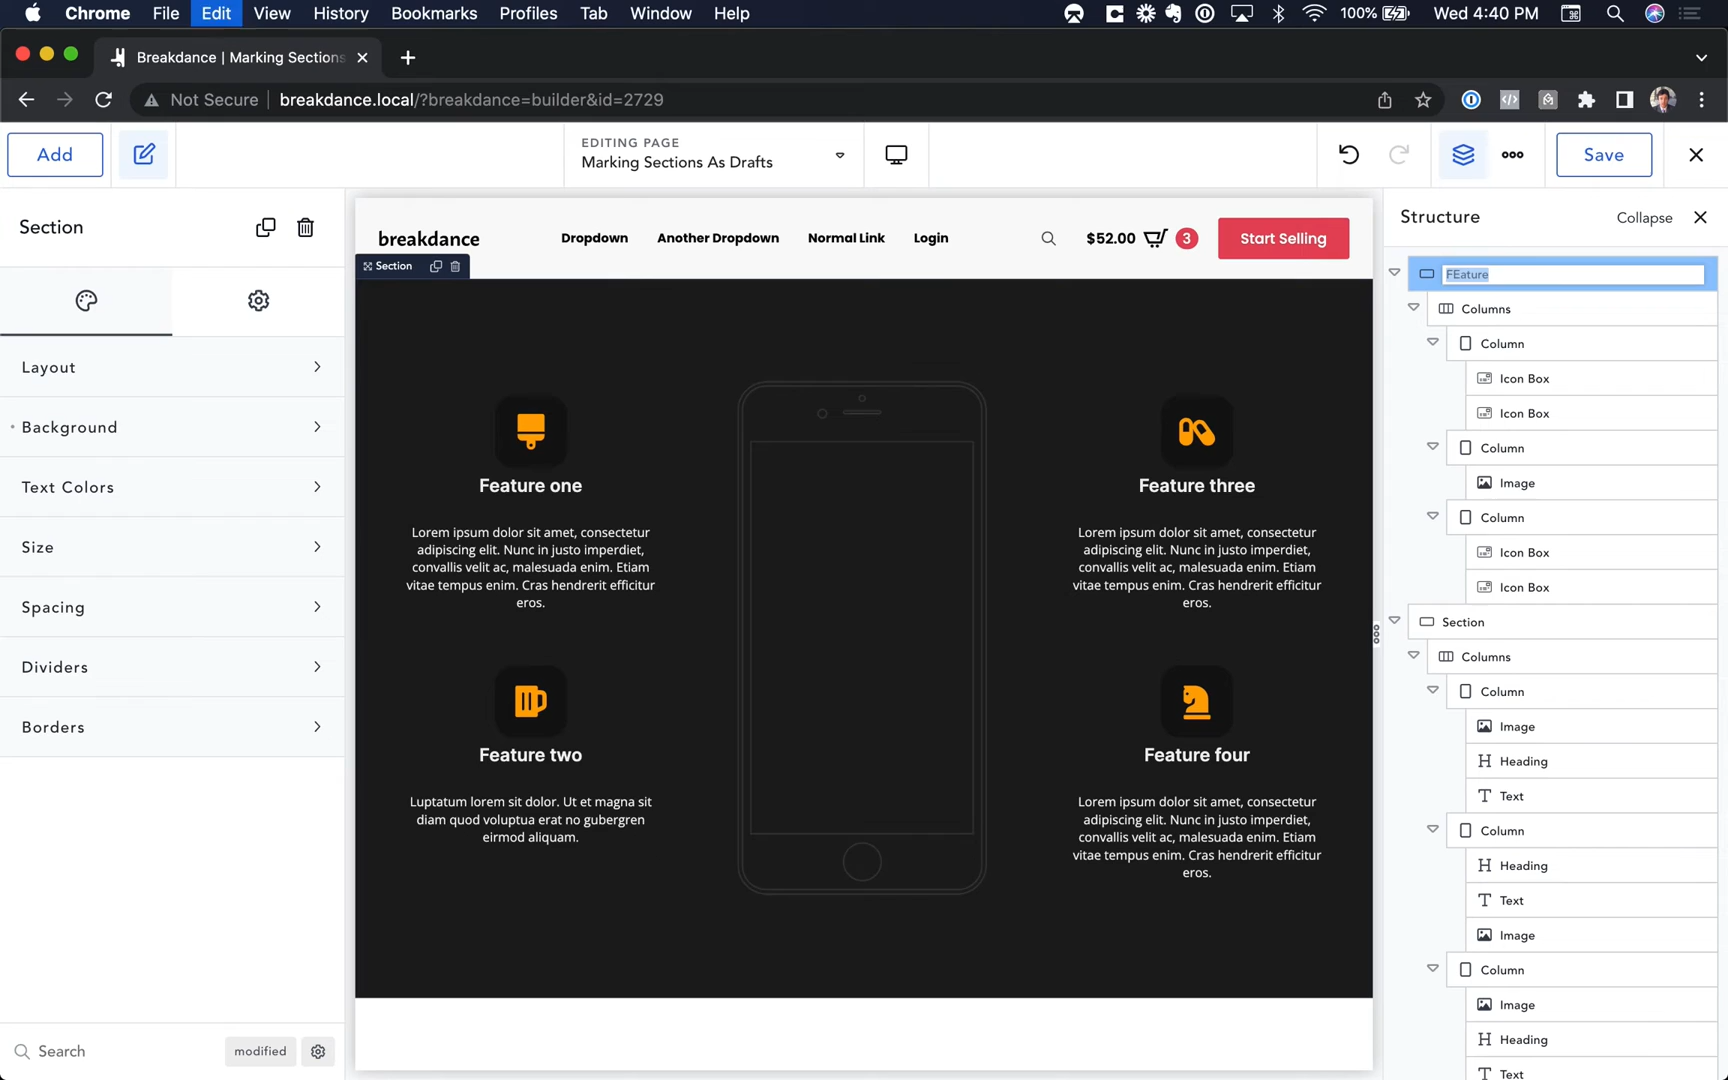 Chrome File Edit View History Bookmarks Profiles Tab Window Help 100% Wed 4:40 PM
Breakdance | Marking Sections
Not Secure breakdance.local/?breakdance=builder&id=2729
Add
EDITING PAGE
Marking Sections As Drafts
Save
Section
Layout
Background
Text Colors
Size
Spacing
Dividers
Borders
Search modified
breakdance Dropdown Another Dropdown Normal Link Login $52.00 3 Start Selling
Section
Feature one
Lorem ipsum dolor sit amet, consectetur
adipiscing elit. Nunc in justo imperdiet,
convallis velit ac, malesuada enim. Etiam
vitae tempus enim. Cras hendrerit efficitur
eros.
Feature two
Luptatum lorem sit dolor. Ut et magna sit
diam quod voluptua erat no gubergren
eirmod aliquam.
Feature three
Lorem ipsum dolor sit amet, consectetur
adipiscing elit. Nunc in justo imperdiet,
convallis velit ac, malesuada enim. Etiam
vitae tempus enim. Cras hendrerit efficitur
eros.
Feature four
Lorem ipsum dolor sit amet, consectetur
adipiscing elit. Nunc in justo imperdiet,
convallis velit ac, malesuada enim. Etiam
vitae tempus enim. Cras hendrerit efficitur
eros.
Structure Collapse
FEature
Columns
Column
Icon Box
Icon Box
Column
Image
Column
Icon Box
Icon Box
Section
Columns
Column
Image
Heading
Text
Column
Heading
Text
Image
Column
Image
Heading
Text